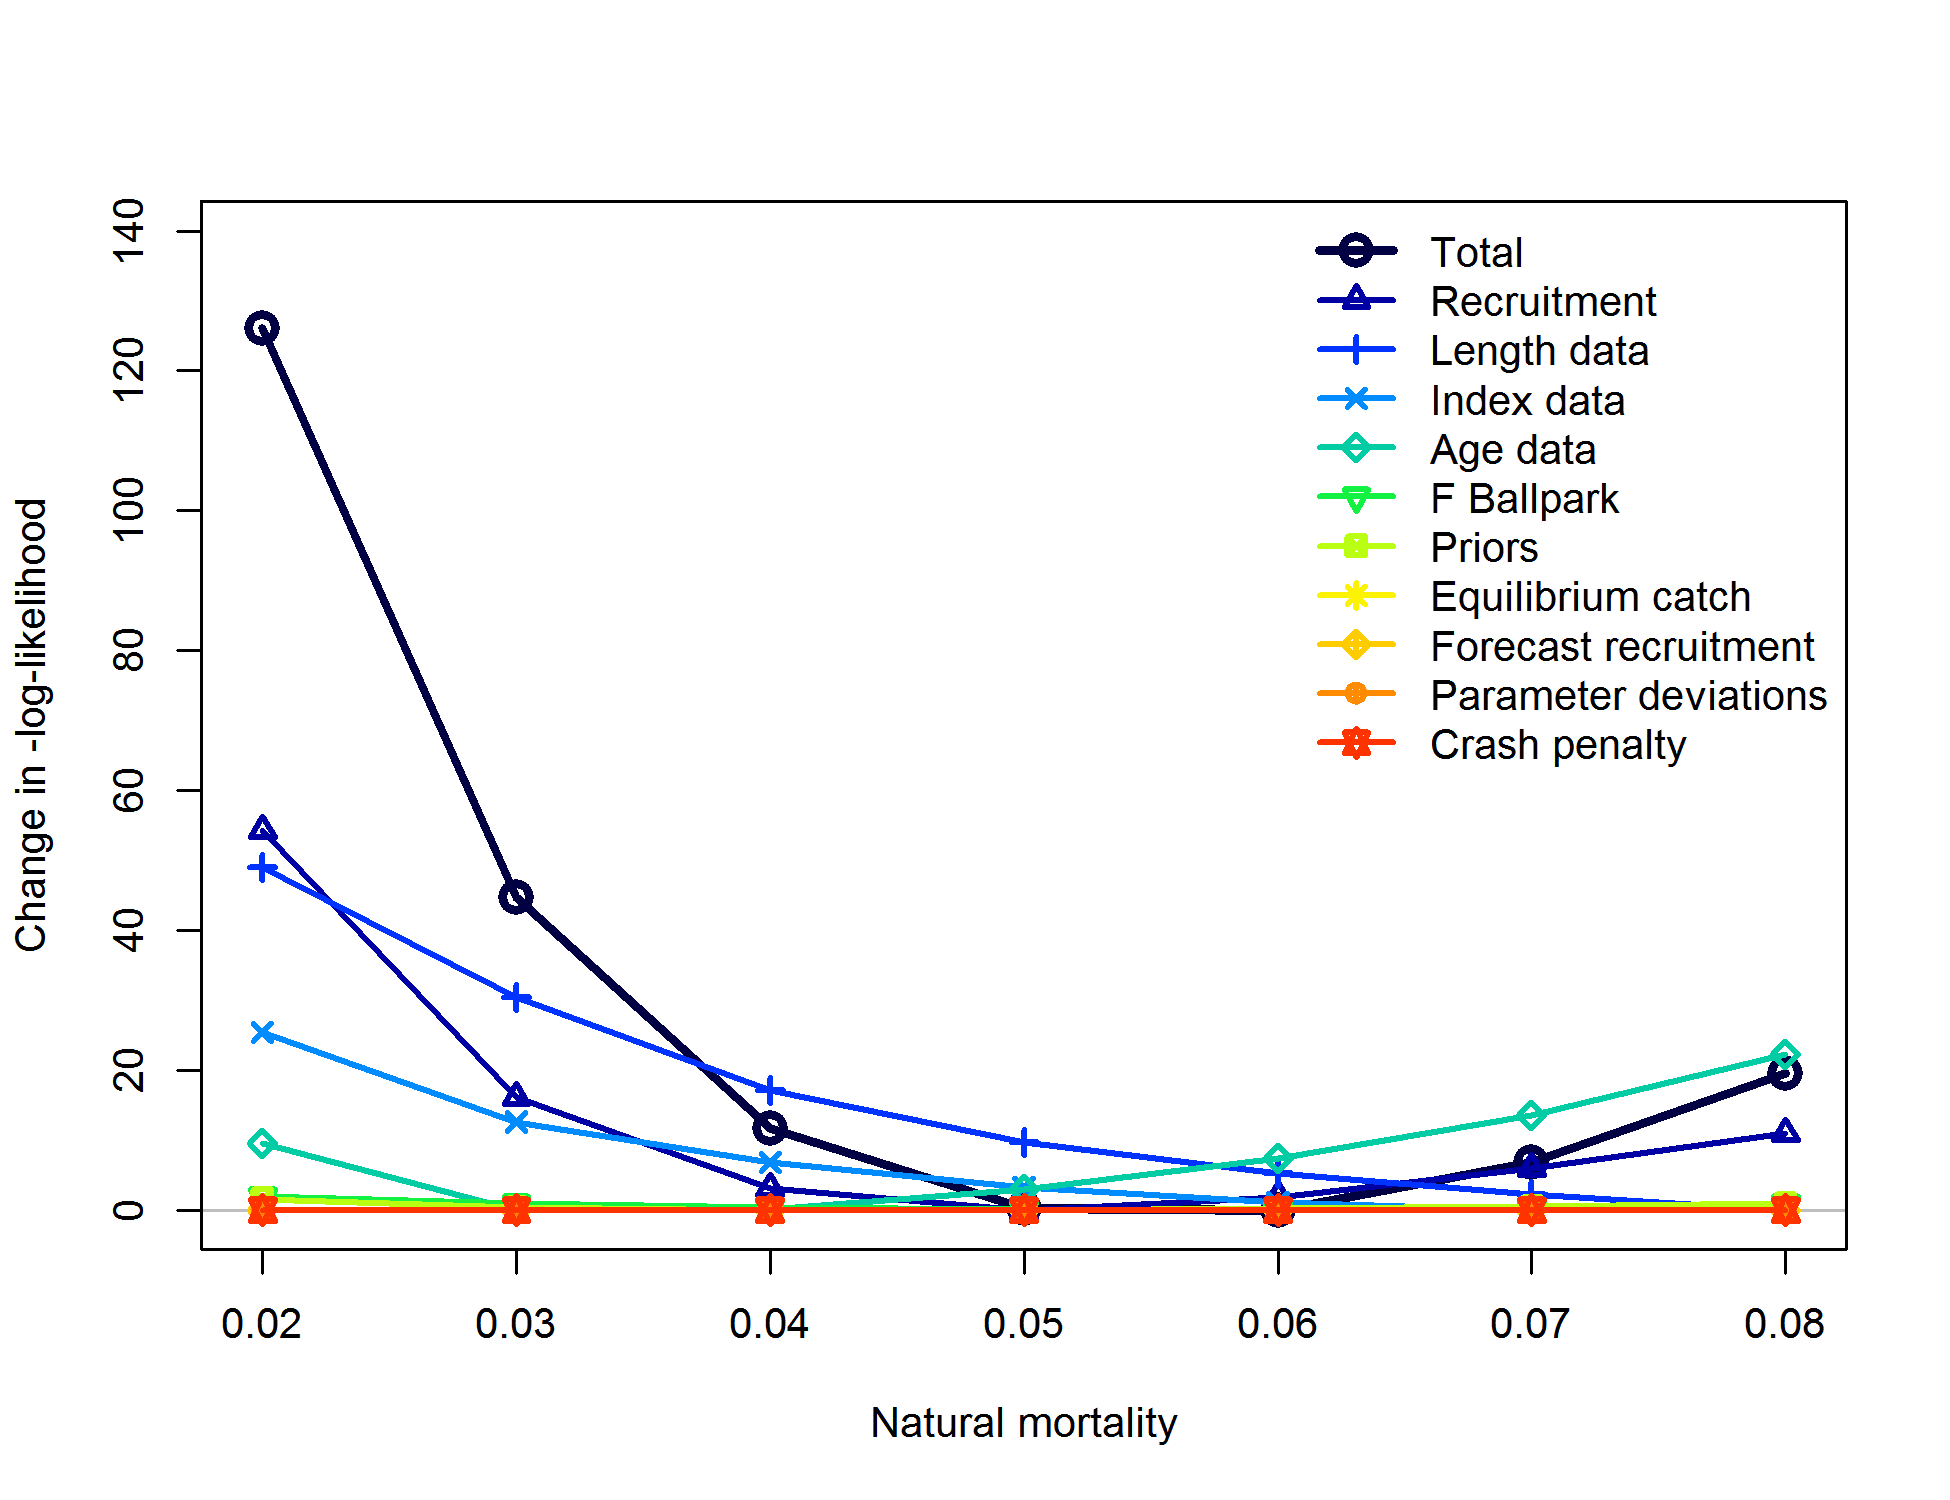 140
120
100
80
60
40
20
0
Change in -log-likelihood
Total
Recruitment
Length data
Index data
Age data
F Ballpark
Priors
Equilibrium catch
Forecast recruitment
Parameter deviations
Crash penalty
0.02 0.03 0.04 0.05 0.06 0.07 0.08
Natural mortality